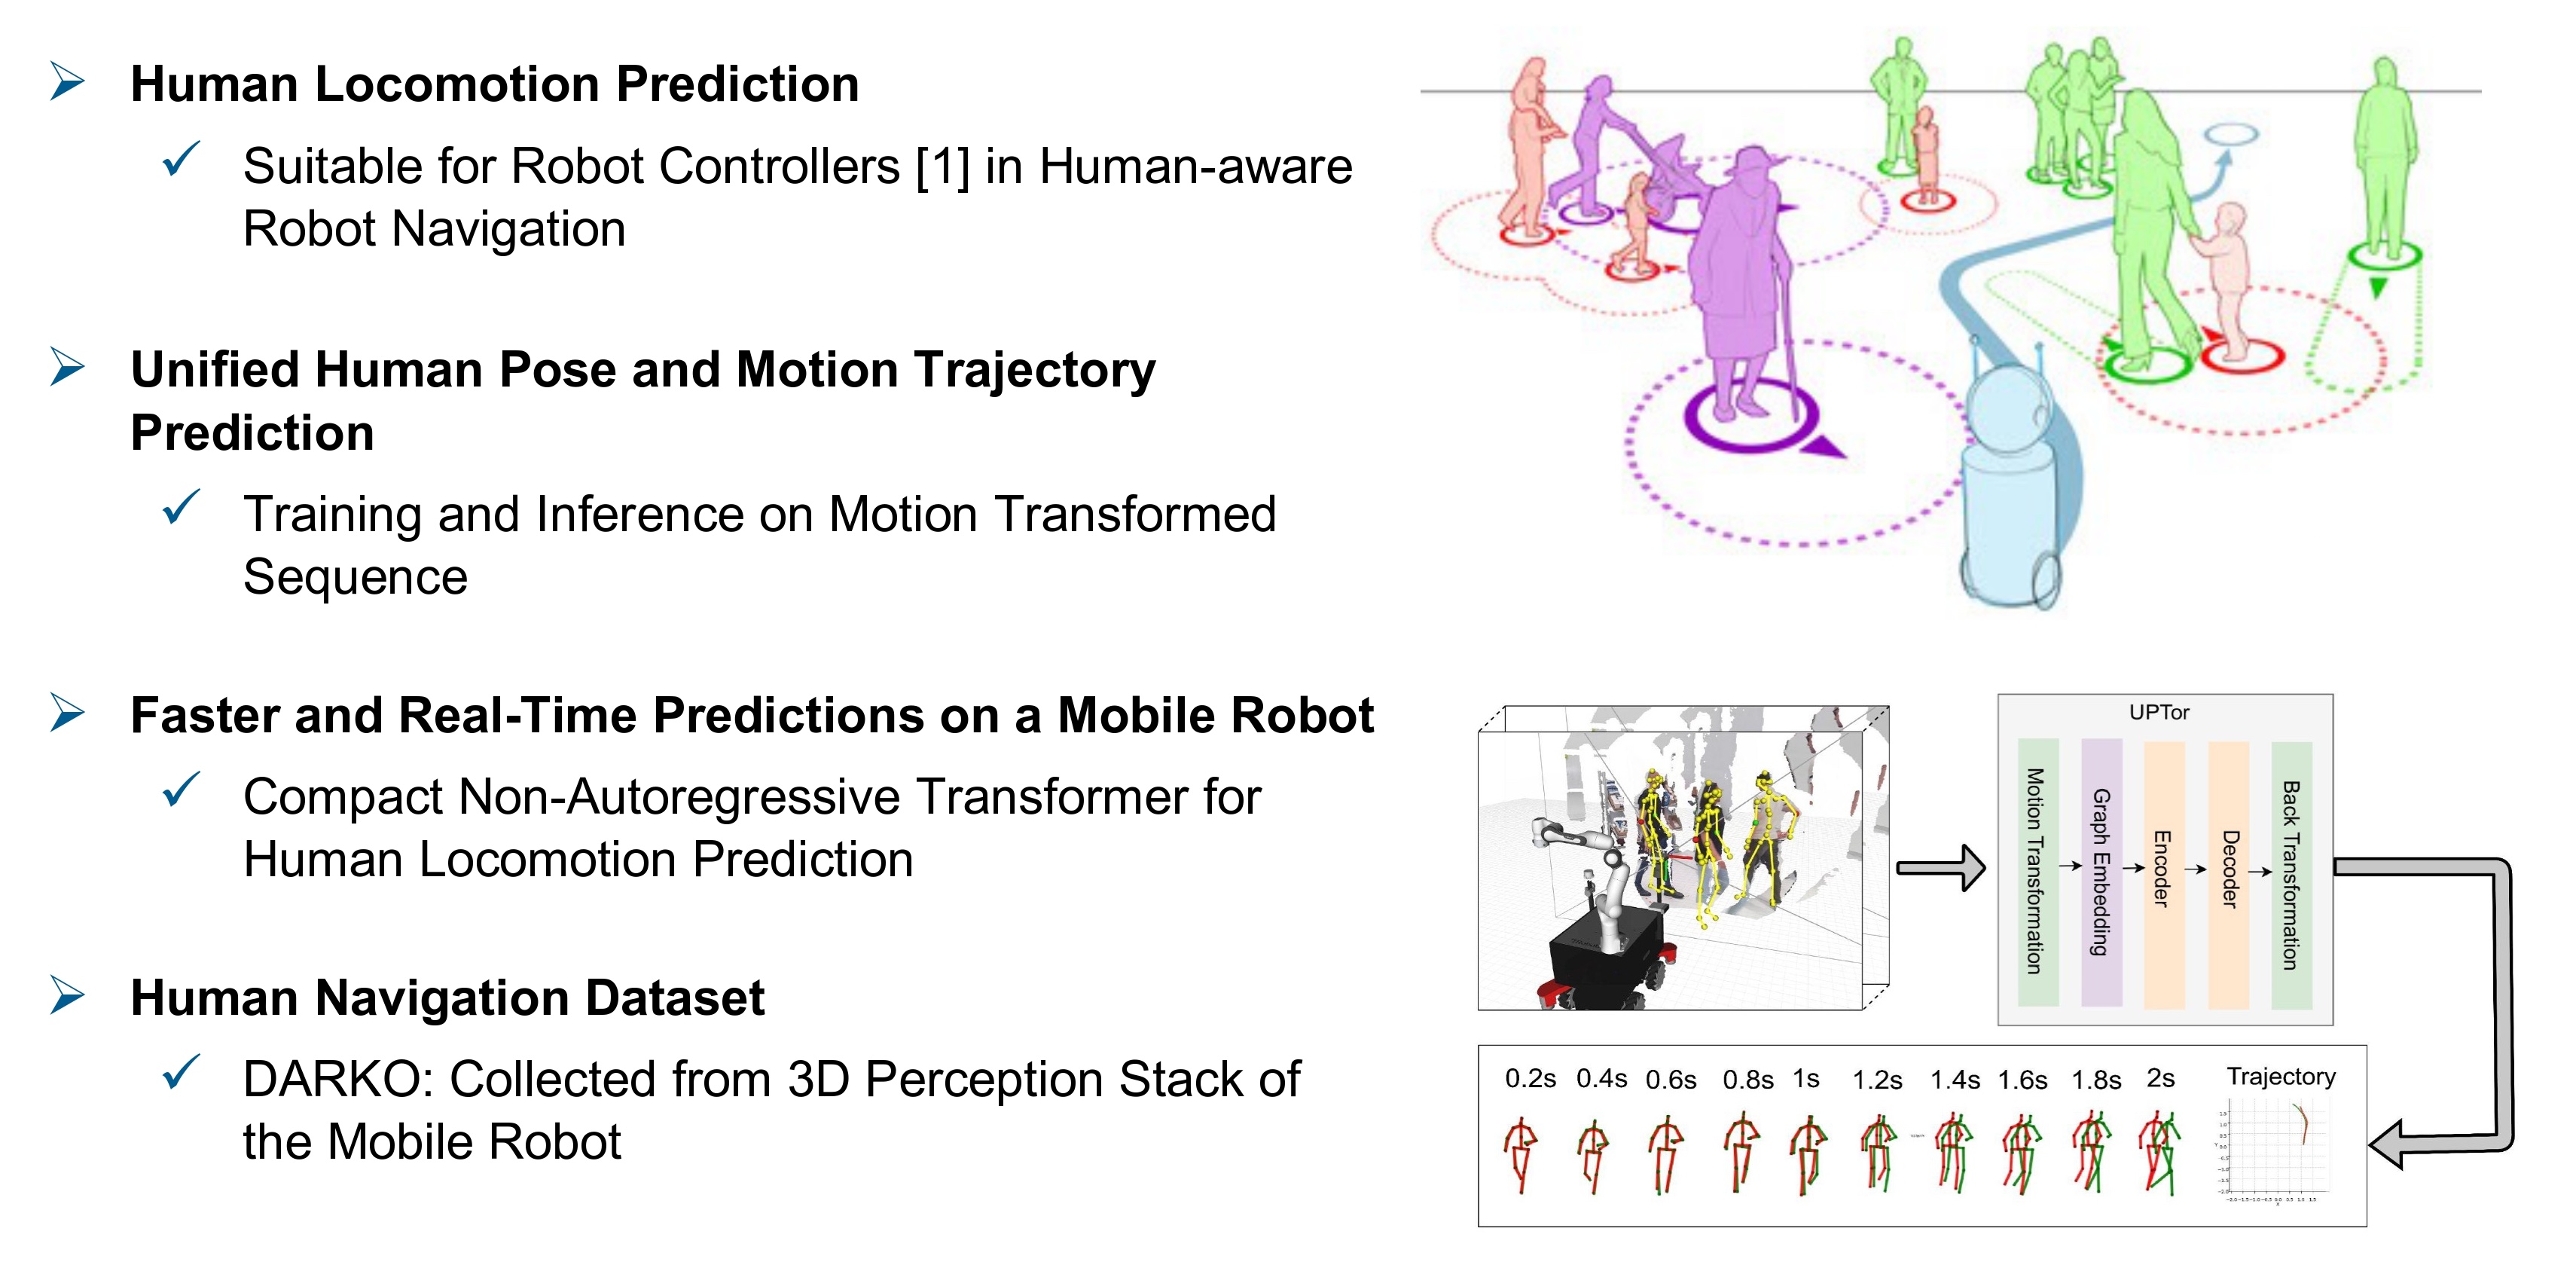 Human Locomotion Prediction
Suitable for Robot Controllers [1] in Human-aware
Robot Navigation
Unified Human Pose and Motion Trajectory
Prediction
Training and Inference on Motion Transformed
Sequence
Faster and Real-Time Predictions on a Mobile Robot
Compact Non-Autoregressive Transformer for
Human Locomotion Prediction
Human Navigation Dataset
DARKO: Collected from 3D Perception Stack of
the Mobile Robot
UPTor
Motion Transformation
Graph Embedding
Encoder
Decoder
Back Transformation
0.2s 0.4s 0.6s 0.8s 1s 1.2s 1.4s 1.6s 1.8s 2s Trajectory